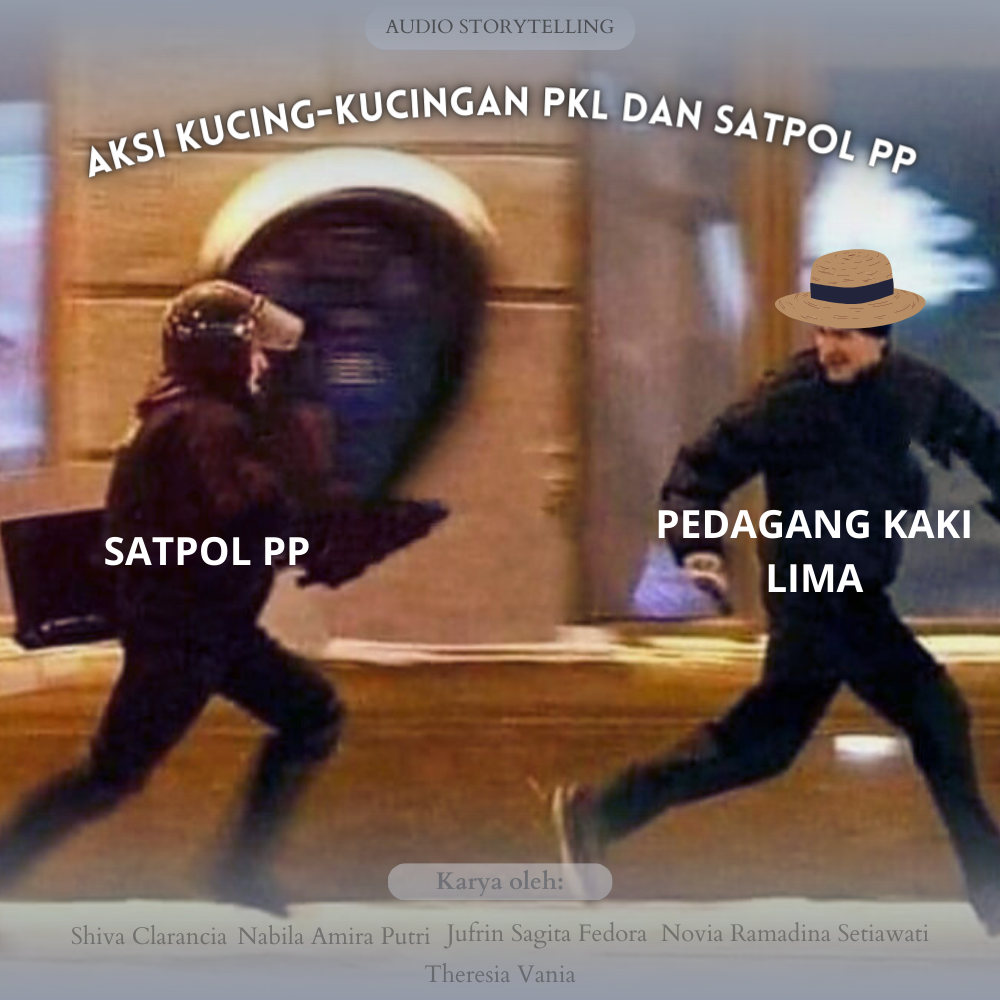 AUDIO STORYTELLING
AKSI KUCING-KUCINGAN PKL DAN SATPOL PP
SATPOL PP
PEDAGANG KAKI
LIMA
Karya oleh:
Shiva Clarancia Nabila Amira Putri Jufrin Sagita Fedora Novia Ramadina Setiawati
Theresia Vania